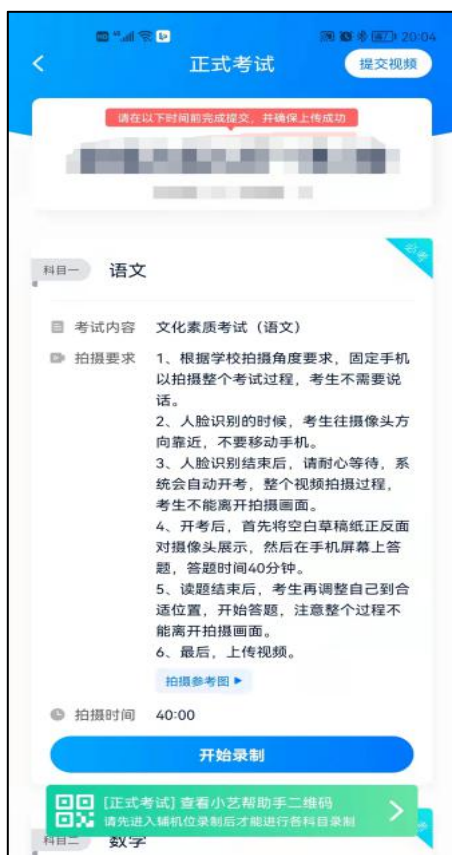 20:04
正式考试
提交视频
请在以下时间前完成提交，并确保上传成功
必考
科目一
语文
考试内容
文化素质考试（语文）
拍摄要求
1、根据学校拍摄角度要求，固定手机
以拍摄整个考试过程，考生不需要说
话。
2、人脸识别的时候，考生往摄像头方
向靠近，不要移动手机。
3、人脸识别结束后，请耐心等待，系
统会自动开考，整个视频拍摄过程，
考生不能离开拍摄画面。
4、开考后，首先将空白草稿纸正反面
对摄像头展示，然后在手机屏幕上答
题，答题时间40分钟。
5、读题结束后，考生再调整自己到合
适位置，开始答题，注意整个过程不
能离开拍摄画面。
6、最后，上传视频。
拍摄参考图
拍摄时间
40:00
开始录制
[正式考试] 查看小艺帮助手二维码
请先进入辅机位录制后才能进行各科目录制
科目二
数学